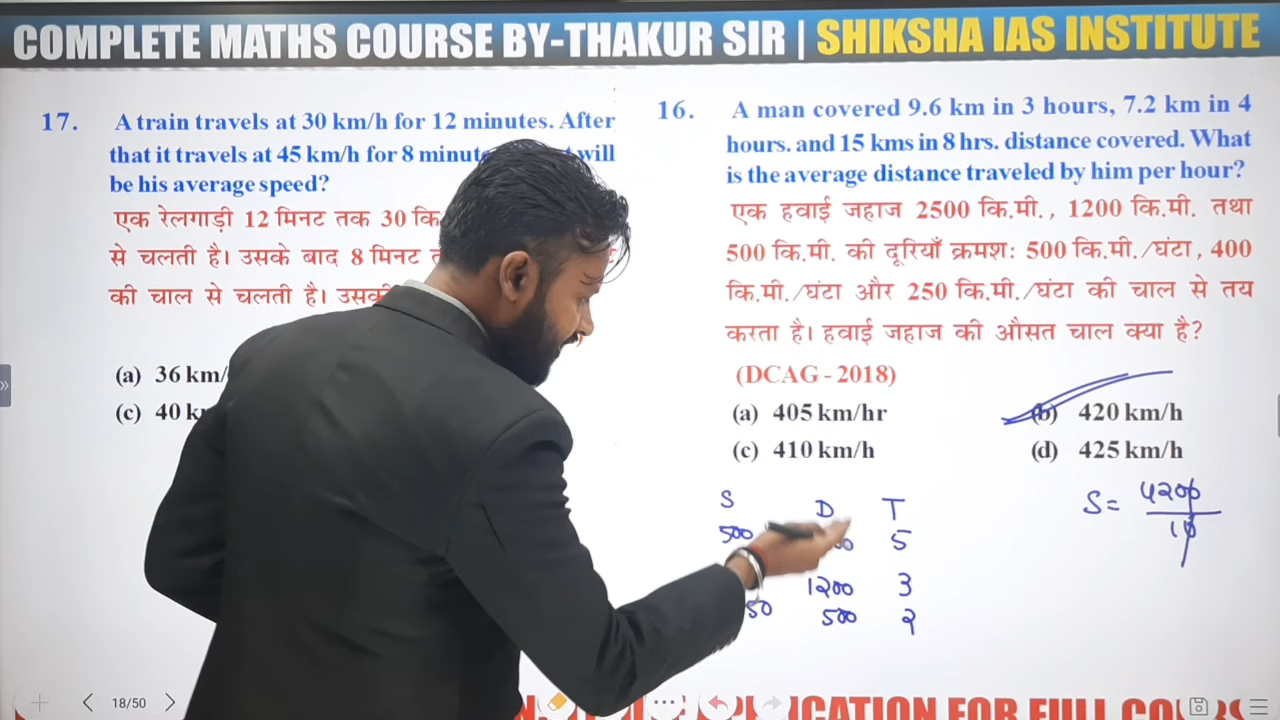 COMPLETE MATHS COURSE BY-THAKUR SIR | SHIKSHA IAS INSTITUTE
17. A train travels at 30 km/h for 12 minutes. After
that it travels at 45 km/h for 8 will
be his average speed?
एक रेलगाड़ी 12 मिनट तक 30
से चलती है। उसके बाद 8 मिनट
की चाल से चलती है।
(a) 36
(c) 40
16. A man covered 9.6 km in 3 hours, 7.2 km in 4
hours. and 15 kms in 8 hrs. distance covered. What
is the average distance traveled by him per hour?
एक हवाई जहाज 2500 कि.मी., 1200 कि.मी. तथा
500 कि.मी. की दूरियाँ क्रमशः 500 कि.मी./घंटा, 400
कि.मी./घंटा और 250 कि.मी./घंटा की चाल से तय
करता है। हवाई जहाज की औसत चाल क्या है?
(DCAG - 2018)
(a) 405 km/hr (b) 420 km/h
(c) 410 km/h (d) 425 km/h
S D T
500 5
1200 3
500 2
S = 4200
10
18/50
FOR FULL